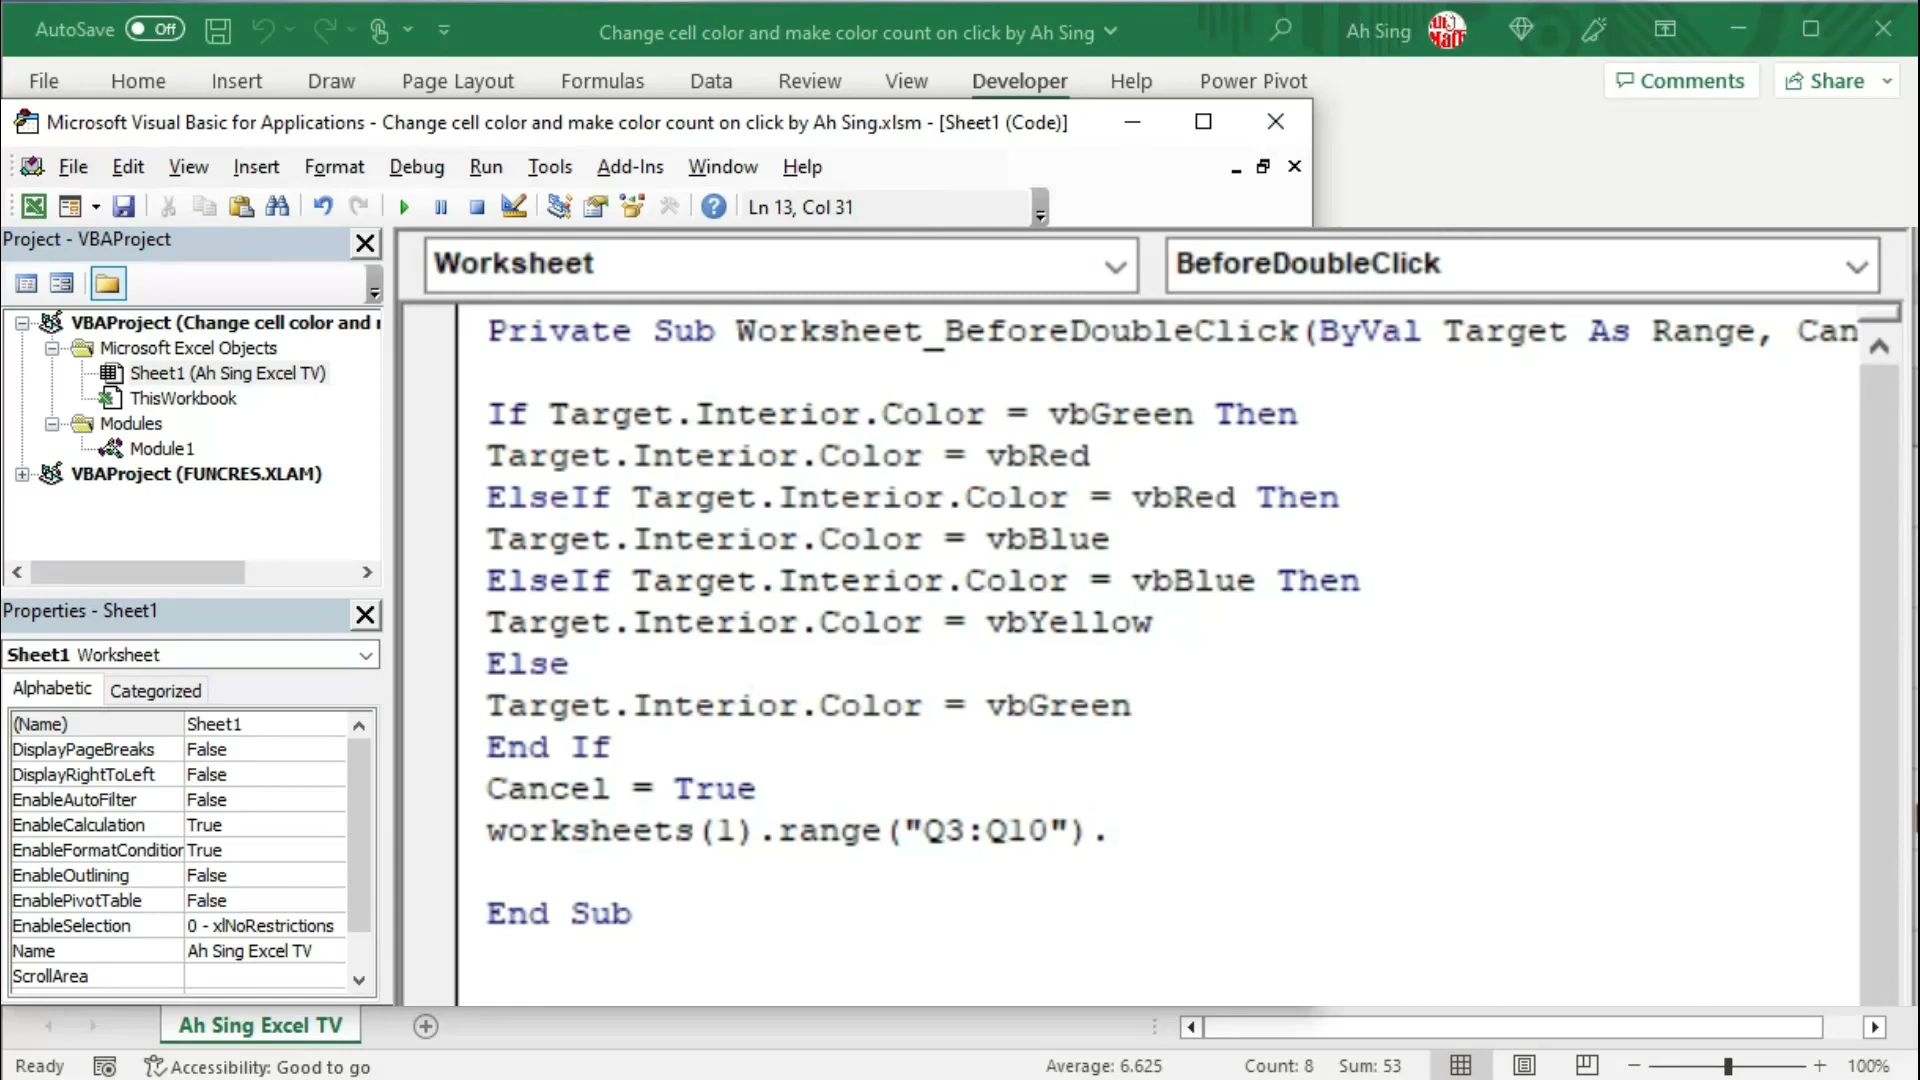 AutoSave Off Change cell color and make color count on click by Ah Sing Ah Sing
File Home Insert Draw Page Layout Formulas Data Review View Developer Help Power Pivot Comments Share
Microsoft Visual Basic for Applications - Change cell color and make color count on click by Ah Sing.xlsm - [Sheet1 (Code)]
File Edit View Insert Format Debug Run Tools Add-Ins Window Help
Ln 13, Col 31
Project - VBAProject
VBAProject (Change cell color and
Microsoft Excel Objects
Sheet1 (Ah Sing Excel TV)
ThisWorkbook
Modules
Module1
VBAProject (FUNCRES.XLAM)
Properties - Sheet1
Sheet1 Worksheet
Alphabetic Categorized
(Name) Sheet1
DisplayPageBreaks False
DisplayRightToLeft False
EnableAutoFilter False
EnableCalculation True
EnableFormatCondition True
EnableOutlining False
EnablePivotTable False
EnableSelection 0 - xlNoRestrictions
Name Ah Sing Excel TV
ScrollArea
Worksheet BeforeDoubleClick
Private Sub Worksheet_BeforeDoubleClick(ByVal Target As Range, Can
If Target.Interior.Color = vbGreen Then
Target.Interior.Color = vbRed
ElseIf Target.Interior.Color = vbRed Then
Target.Interior.Color = vbBlue
ElseIf Target.Interior.Color = vbBlue Then
Target.Interior.Color = vbYellow
Else
Target.Interior.Color = vbGreen
End If
Cancel = True
worksheets(1).range("Q3:Q10").
End Sub
Ah Sing Excel TV
Ready Accessibility: Good to go Average: 6.625 Count: 8 Sum: 53 100%